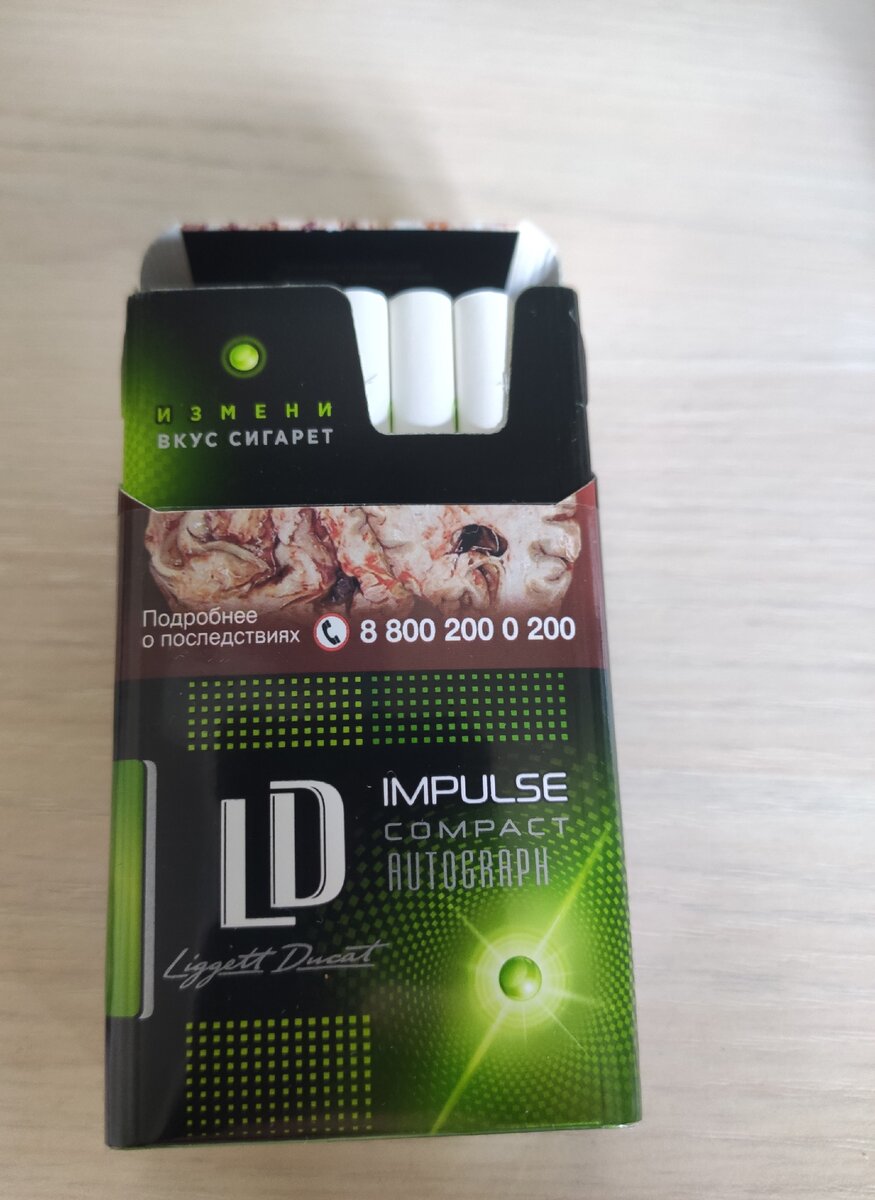 ИЗМЕНИ
ВКУС СИГАРЕТ
Подробнее
о последствиях
8 800 200 0 200
LD
IMPULSE
COMPACT
AUTOGRAPH
Liggett Ducat